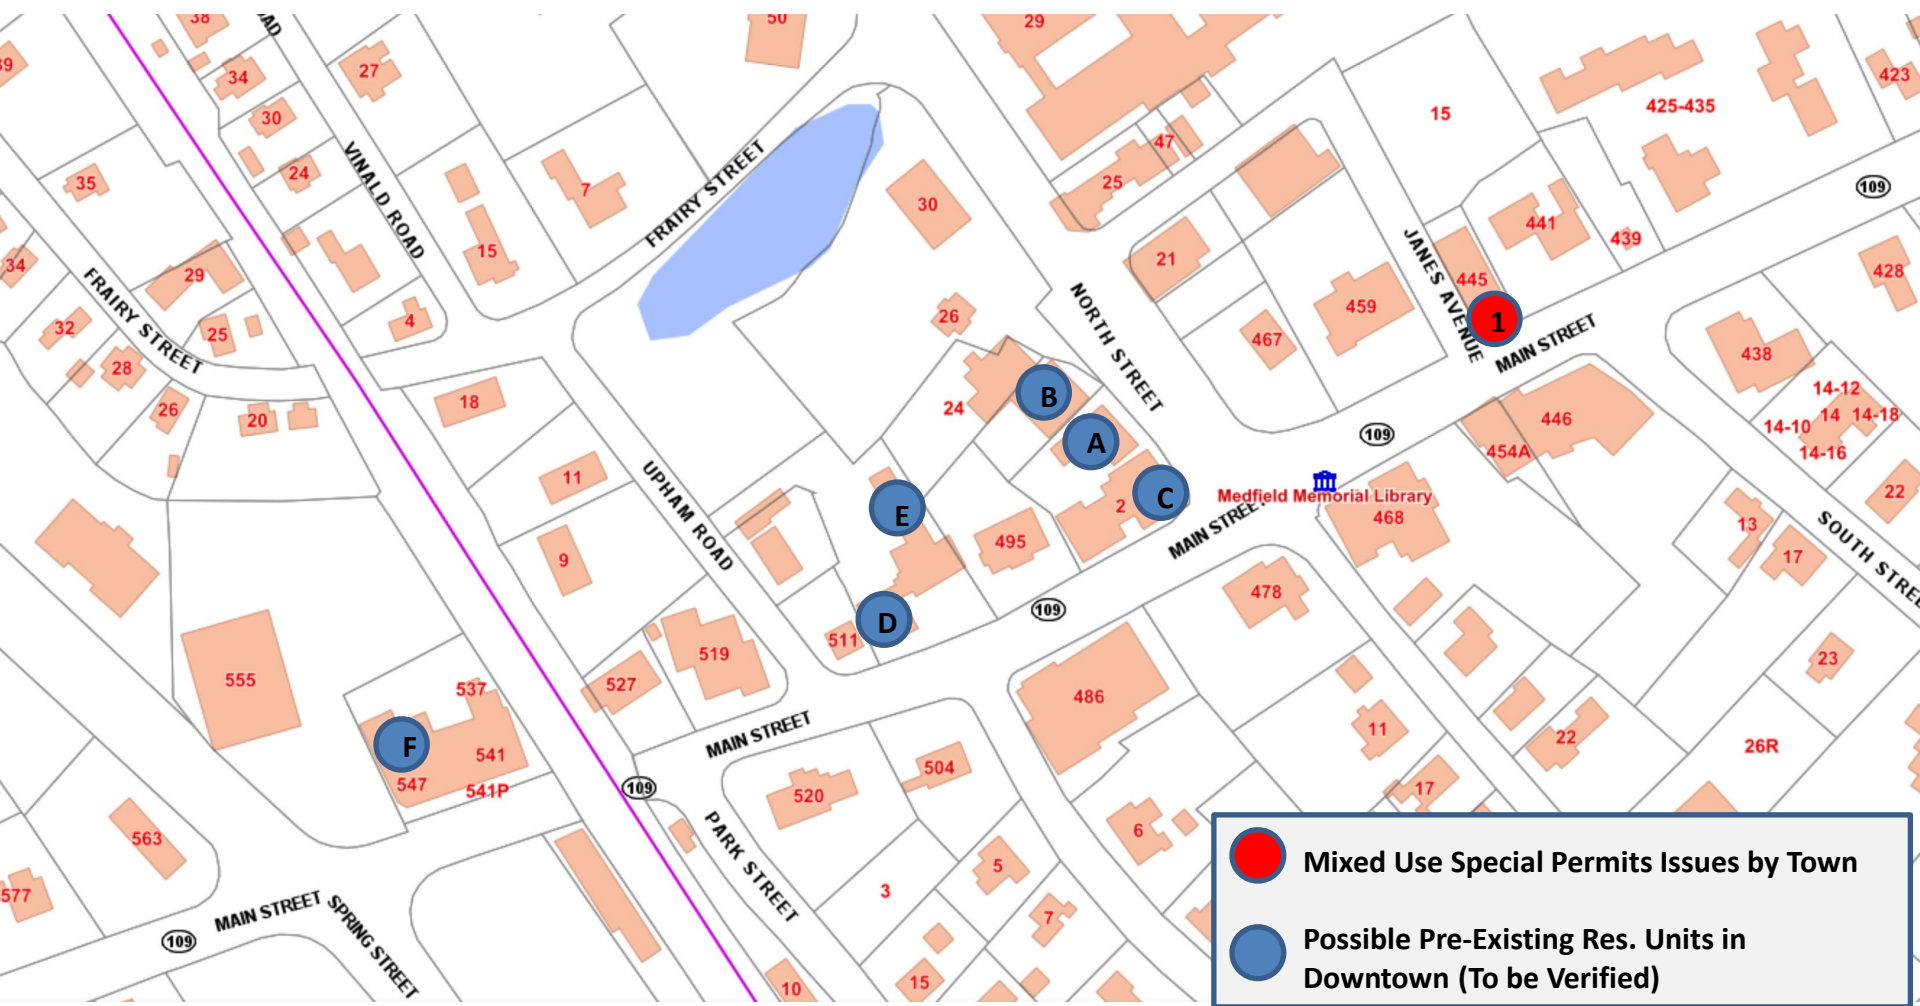 38
AD
50
29
39
34
27
15
425-435
423
30
47
35
24
VINALD ROAD
7
FRAIRY STREET
25
30
109
441
439
34
29
15
21
JANES AVENUE
445
428
FRAIRY STREET
32
25
4
26
NORTH STREET
467
459
1
MAIN STREET
438
28
26
20
18
24
B
A
109
446
454A
14-12
14-10
14
14-18
14-16
11
UPHAM ROAD
E
495
2
C
Medfield Memorial Library
MAIN STREET
468
22
13
17
SOUTH STREE
9
478
109
D
511
519
527
555
537
F
541
547
541P
486
11
22
23
26R
MAIN STREET
109
504
520
17
563
PARK STREET
6
5
3
7
577
MAIN STREET
SPRING STREET
109
10
15
Mixed Use Special Permits Issues by Town
Possible Pre-Existing Res. Units in
Downtown (To be Verified)